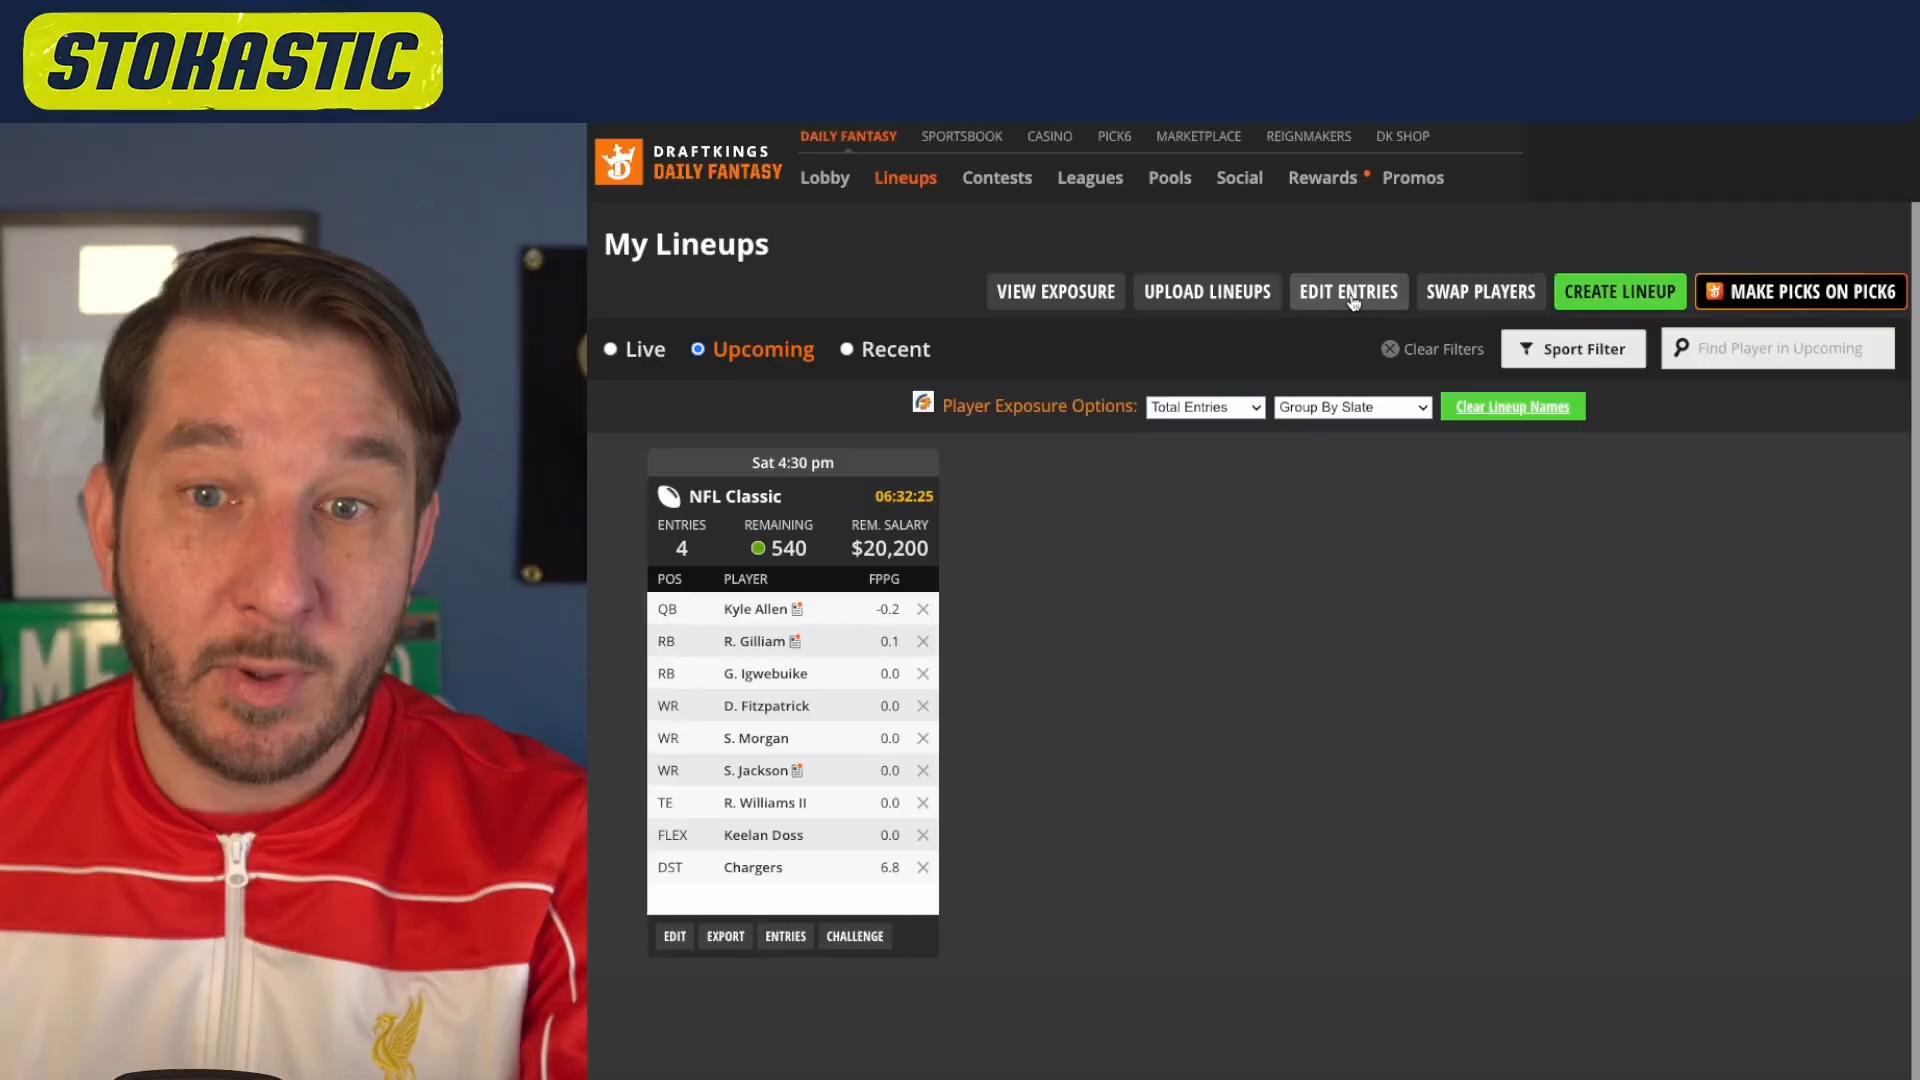 STOKASTIC
DRAFTKINGS
DAILY FANTASY
DAILY FANTASY SPORTSBOOK CASINO PICK6 MARKETPLACE REIGNMAKERS DK SHOP
Lobby Lineups Contests Leagues Pools Social Rewards Promos
My Lineups
VIEW EXPOSURE UPLOAD LINEUPS EDIT ENTRIES SWAP PLAYERS CREATE LINEUP MAKE PICKS ON PICK6
Live Upcoming Recent Clear Filters Sport Filter Find Player in Upcoming
Player Exposure Options: Total Entries Group By Slate Clear Lineup Names
Sat 4:30 pm
NFL Classic 06:32:25
ENTRIES REMAINING REM. SALARY
4 540 $20,200
POS PLAYER FPPG
QB Kyle Allen -0.2
RB R. Gilliam 0.1
RB G. Igwebuike 0.0
WR D. Fitzpatrick 0.0
WR S. Morgan 0.0
WR S. Jackson 0.0
TE R. Williams II 0.0
FLEX Keelan Doss 0.0
DST Chargers 6.8
EDIT EXPORT ENTRIES CHALLENGE